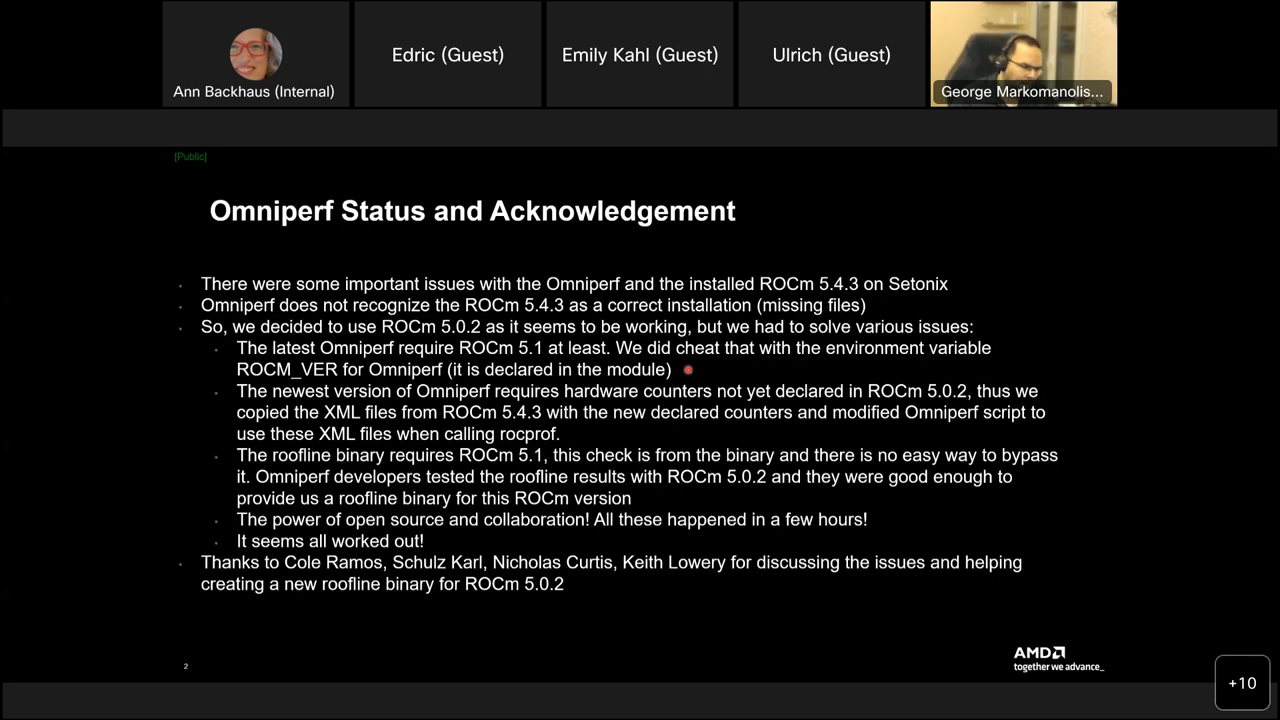 Ann Backhaus (Internal)
Edric (Guest)
Emily Kahl (Guest)
Ulrich (Guest)
George Markomanolis...
[Public]
Omniperf Status and Acknowledgement
There were some important issues with the Omniperf and the installed ROCm 5.4.3 on Setonix
Omniperf does not recognize the ROCm 5.4.3 as a correct installation (missing files)
So, we decided to use ROCm 5.0.2 as it seems to be working, but we had to solve various issues:
The latest Omniperf require ROCm 5.1 at least. We did cheat that with the environment variable
ROCM_VER for Omniperf (it is declared in the module)
The newest version of Omniperf requires hardware counters not yet declared in ROCm 5.0.2, thus we
copied the XML files from ROCm 5.4.3 with the new declared counters and modified Omniperf script to
use these XML files when calling rocprof.
The roofline binary requires ROCm 5.1, this check is from the binary and there is no easy way to bypass
it. Omniperf developers tested the roofline results with ROCm 5.0.2 and they were good enough to
provide us a roofline binary for this ROCm version
The power of open source and collaboration! All these happened in a few hours!
It seems all worked out!
Thanks to Cole Ramos, Schulz Karl, Nicholas Curtis, Keith Lowery for discussing the issues and helping
creating a new roofline binary for ROCm 5.0.2
2
AMD
together we advance_
+10